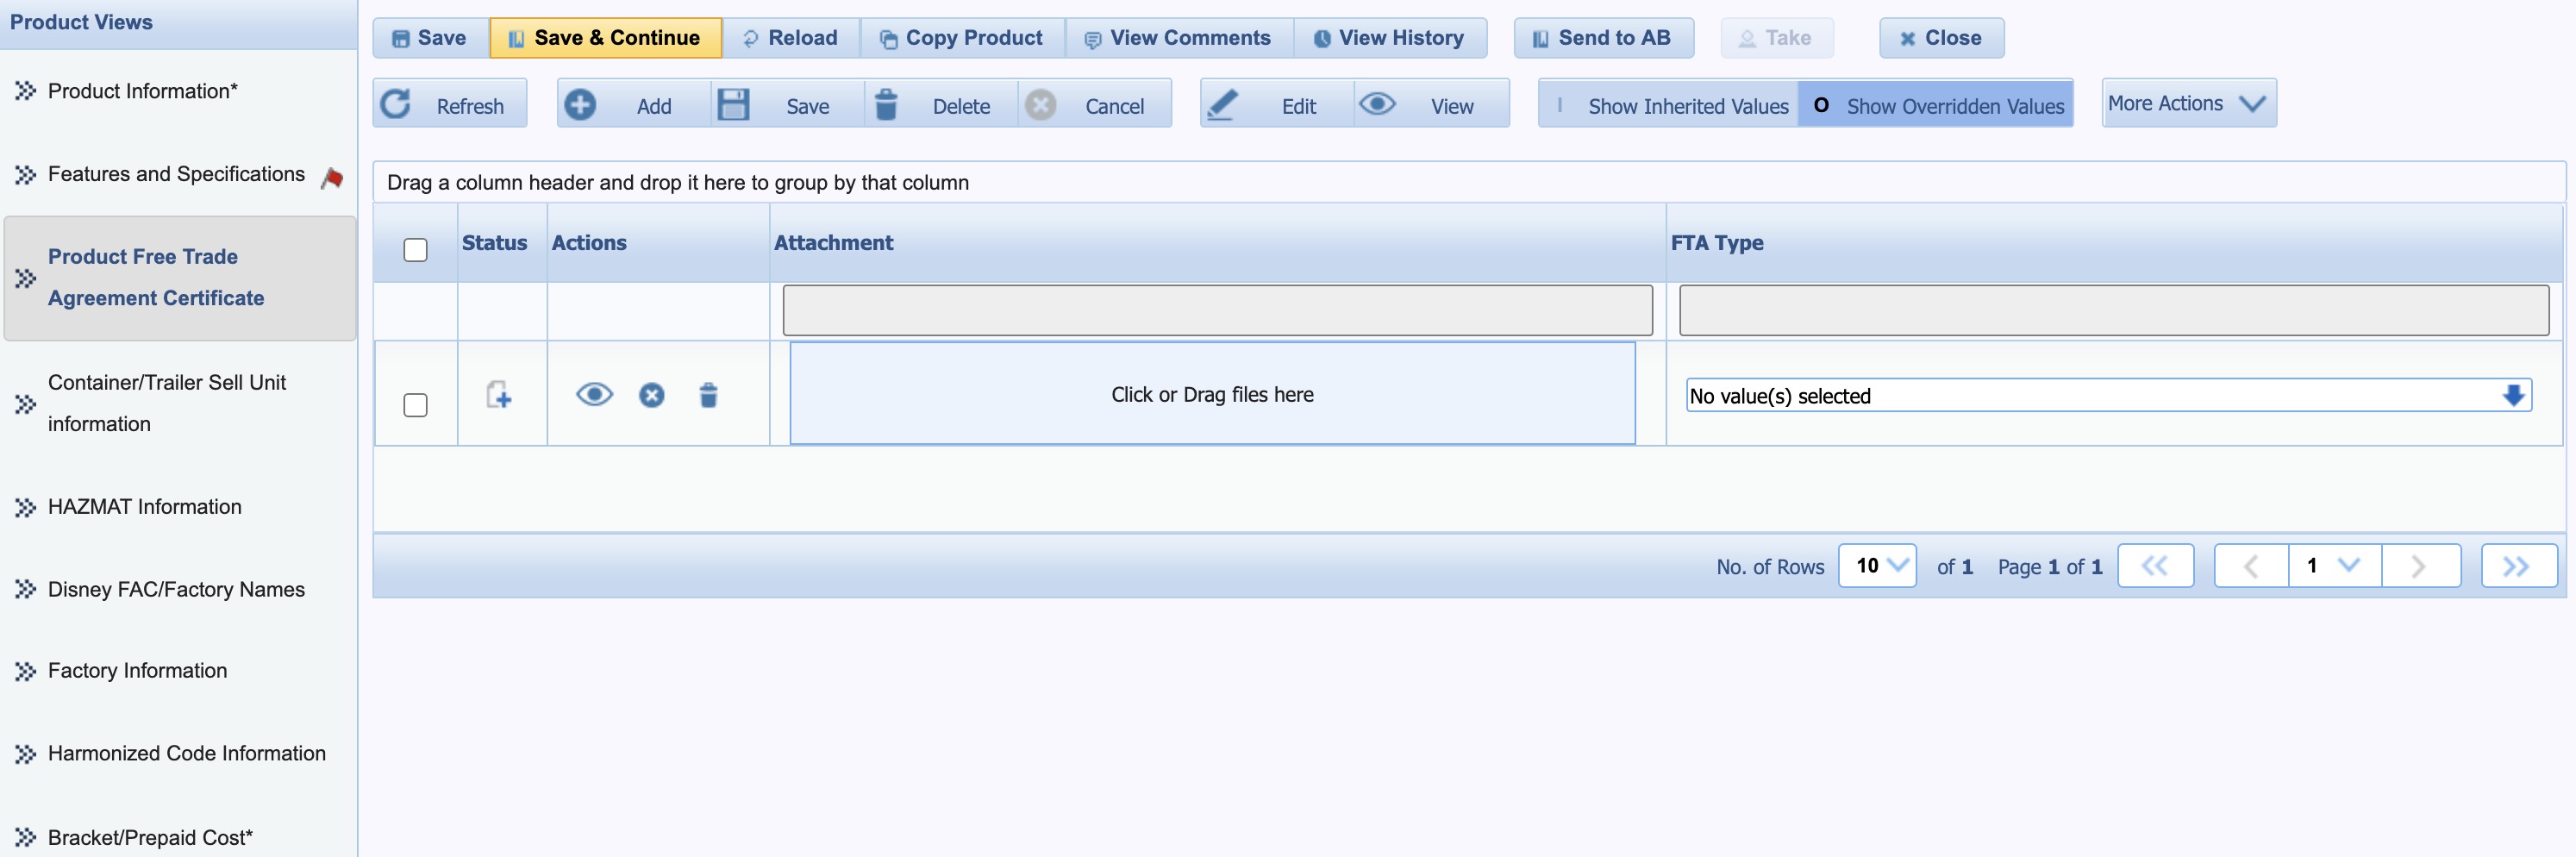 Product Views
Product Information*
Features and Specifications
Product Free Trade
Agreement Certificate
Container/Trailer Sell Unit
information
HAZMAT Information
Disney FAC/Factory Names
Factory Information
Harmonized Code Information
Bracket/Prepaid Cost*
Save Save & Continue Reload Copy Product View Comments View History Send to AB Take Close
Refresh Add Save Delete Cancel Edit View I Show Inherited Values O Show Overridden Values More Actions
Drag a column header and drop it here to group by that column
Status Actions Attachment FTA Type
Click or Drag files here No value(s) selected
No. of Rows 10 of 1 Page 1 of 1 1